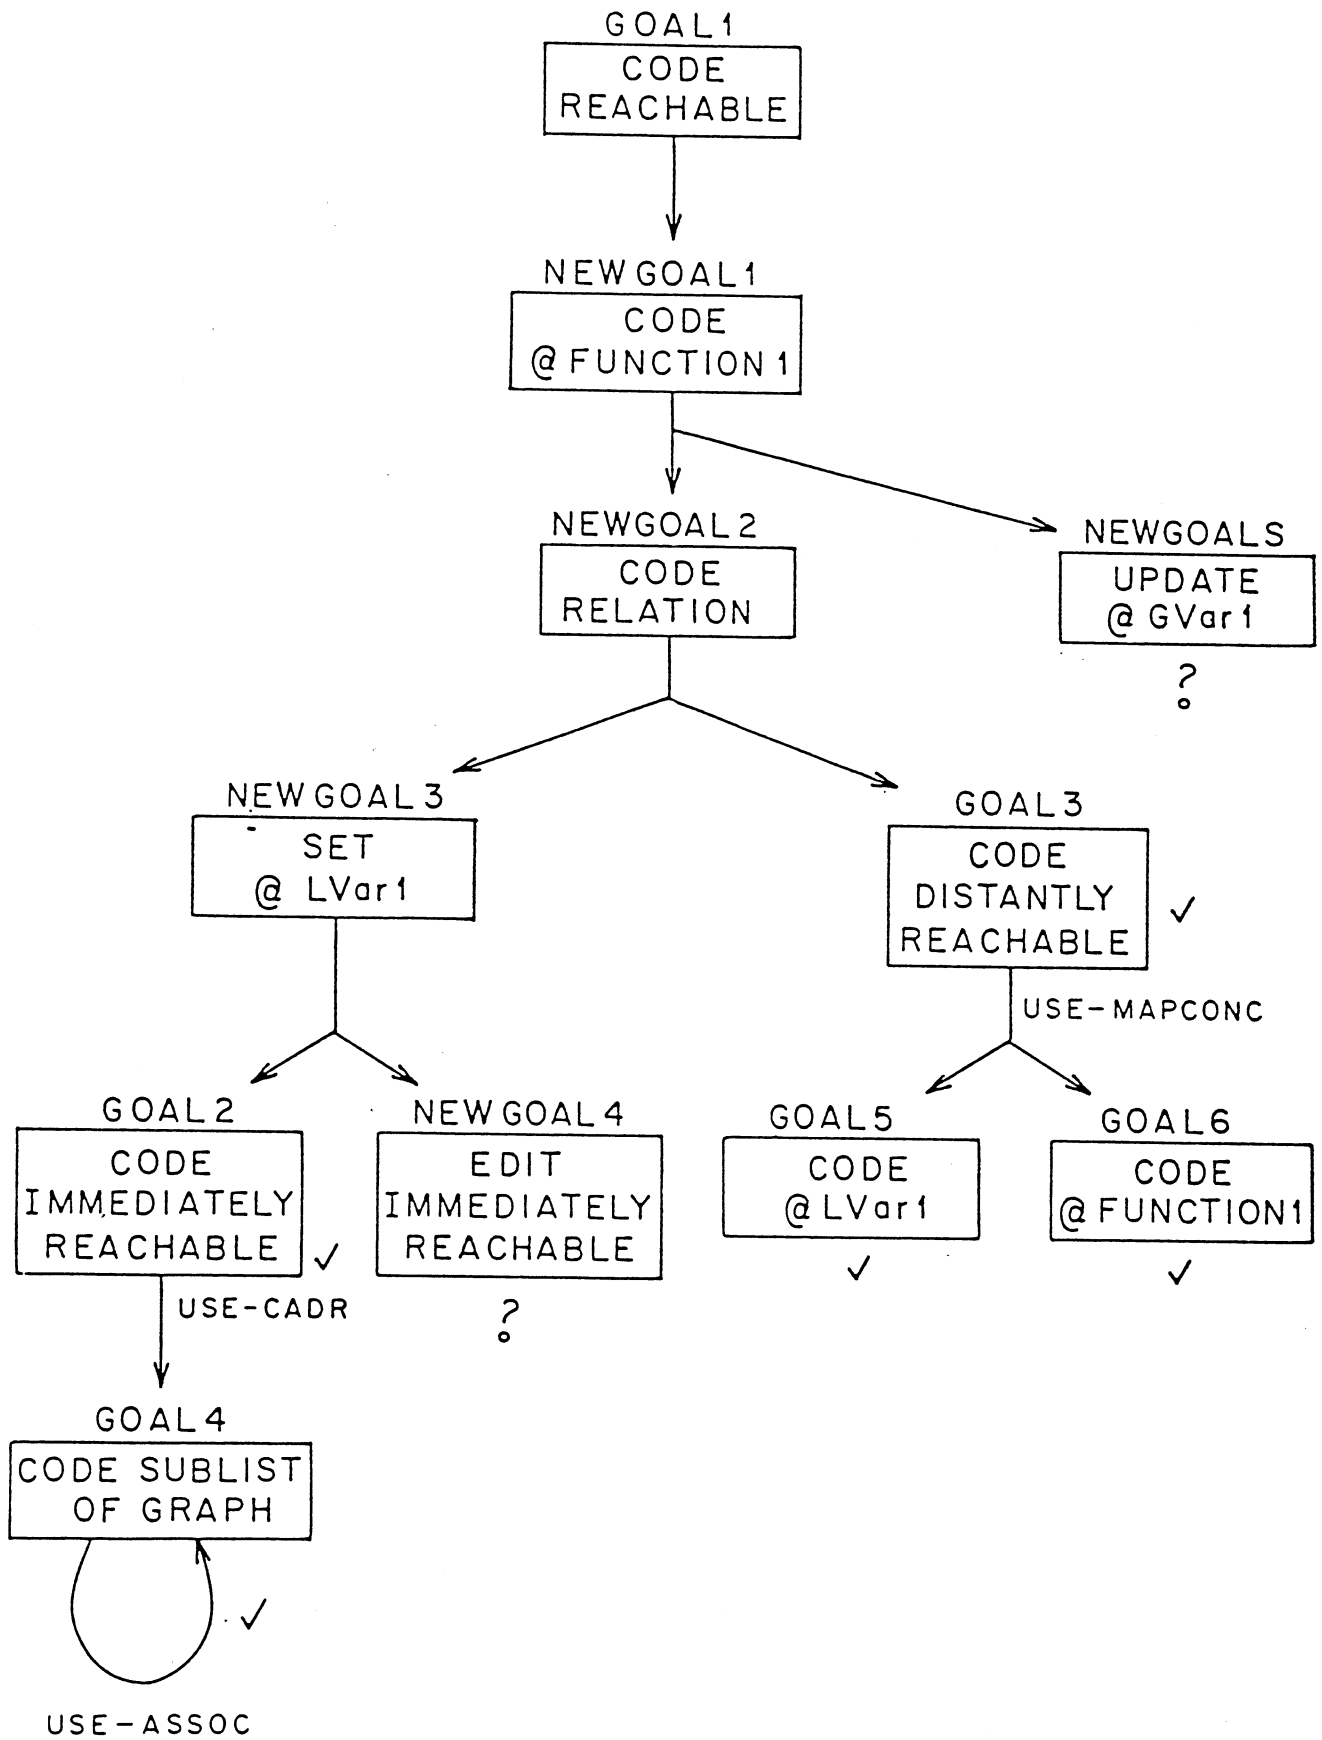 GOAL1
CODE
REACHABLE
NEWGOAL1
CODE
@FUNCTION1
NEWGOAL2
CODE
RELATION
NEWGOALS
UPDATE
@ GVar1
?
NEWGOAL3
SET
@ LVar1
GOAL3
CODE
DISTANTLY
REACHABLE
✓
USE-MAPCONC
GOAL2
CODE
IMMEDIATELY
REACHABLE
✓
USE-CADR
NEWGOAL4
EDIT
IMMEDIATELY
REACHABLE
?
GOAL5
CODE
@LVar1
✓
GOAL6
CODE
@FUNCTION1
✓
GOAL4
CODE SUBLIST
OF GRAPH
✓
USE-ASSOC